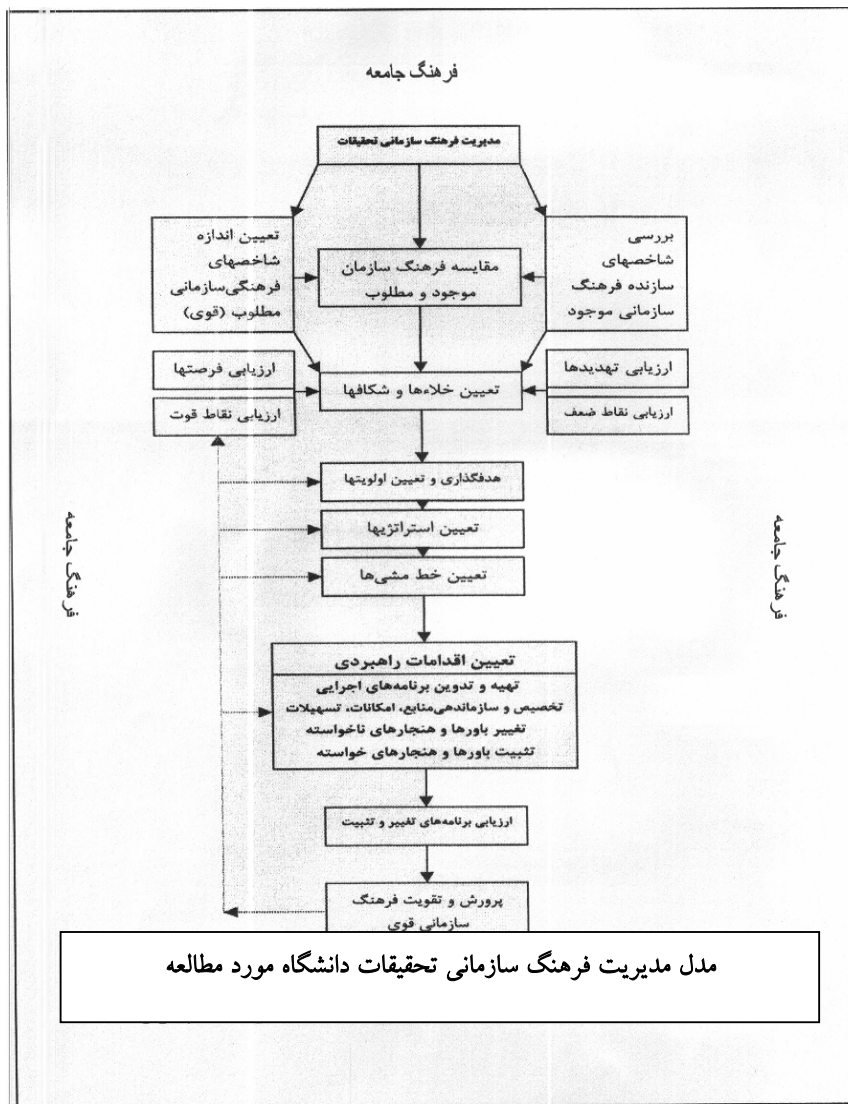 فرهنگ جامعه
مدیریت فرهنگ سازمانی تحقیقات
بررسی
شاخصهای
سازنده فرهنگ
سازمانی موجود
مقایسه فرهنگ سازمان
موجود و مطلوب
تعیین اندازه
شاخصهای
فرهنگی‌سازمانی
مطلوب (قوی)
ارزیابی تهدیدها
ارزیابی نقاط ضعف
تعیین خلاءها و شکافها
ارزیابی فرصتها
ارزیابی نقاط قوت
هدفگذاری و تعیین اولویتها
تعیین استراتژیها
تعیین خط مشی‌ها
فرهنگ جامعه
فرهنگ جامعه
تعیین اقدامات راهبردی
تهیه و تدوین برنامه‌های اجرایی
تخصیص و سازماندهی‌منابع، امکانات، تسهیلات
تغییر باورها و هنجارهای ناخواسته
تثبیت باورها و هنجارهای خواسته
ارزیابی برنامه‌های تغییر و تثبیت
پرورش و تقویت فرهنگ
سازمانی قوی
مدل مدیریت فرهنگ سازمانی تحقیقات دانشگاه مورد مطالعه